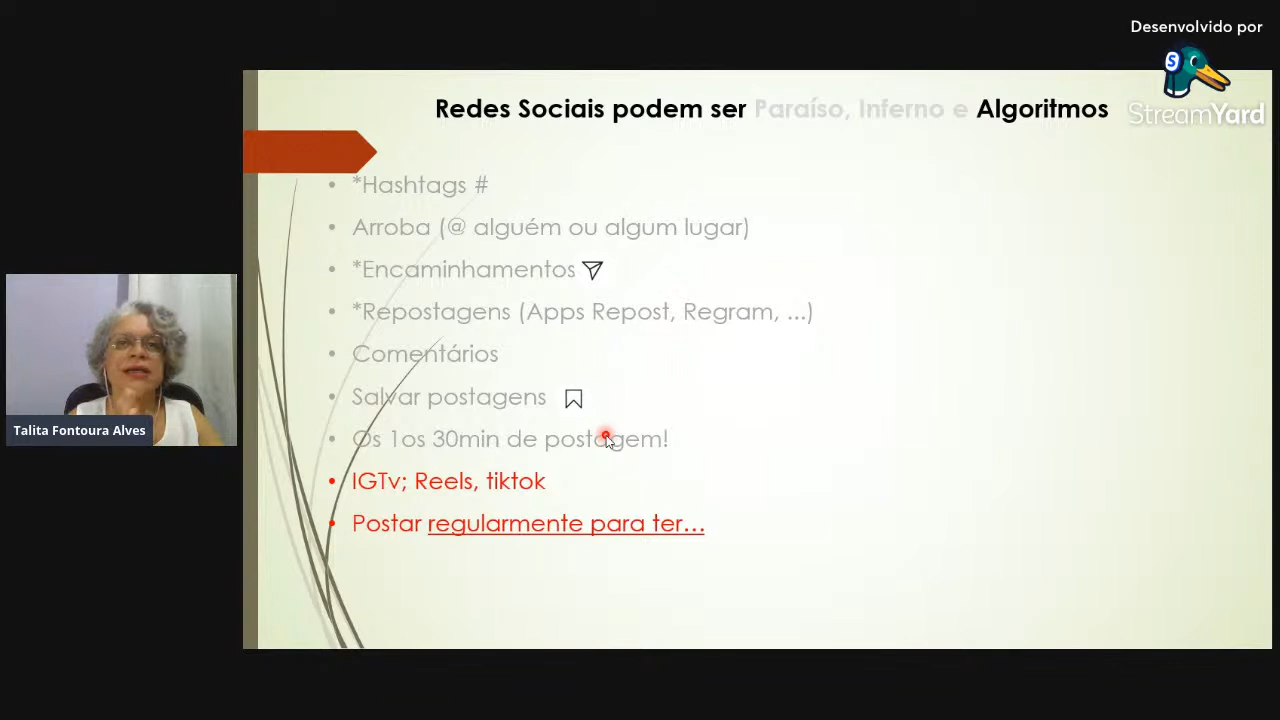 Desenvolvido por
StreamYard
Redes Sociais podem ser Paraíso, Inferno e Algoritmos
• *Hashtags #
• Arroba (@ alguém ou algum lugar)
• *Encaminhamentos
• *Repostagens (Apps Repost, Regram, ...)
• Comentários
• Salvar postagens
• Os 1os 30min de postagem!
• IGTv; Reels, tiktok
• Postar regularmente para ter...
Talita Fontoura Alves